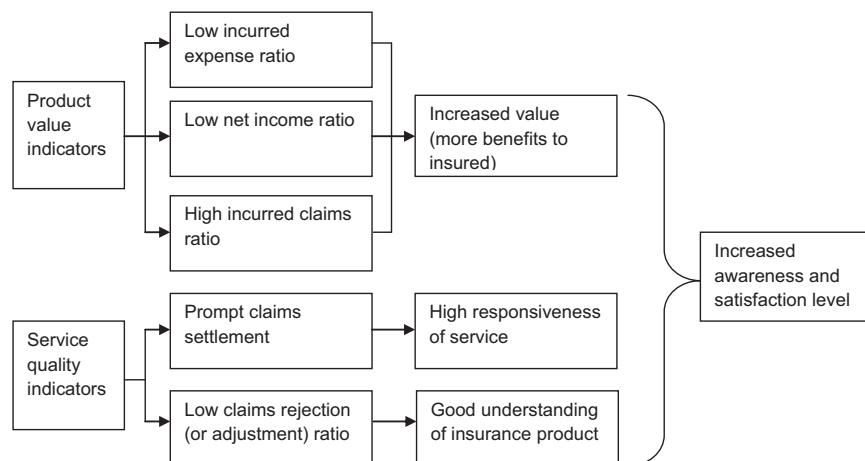 Product
value
indicators
Low incurred
expense ratio
Low net income ratio
High incurred claims
ratio
Increased value
(more benefits to
insured)
Service
quality
indicators
Prompt claims
settlement
High responsiveness
of service
Low claims rejection
(or adjustment) ratio
Good understanding
of insurance product
Increased
awareness and
satisfaction level